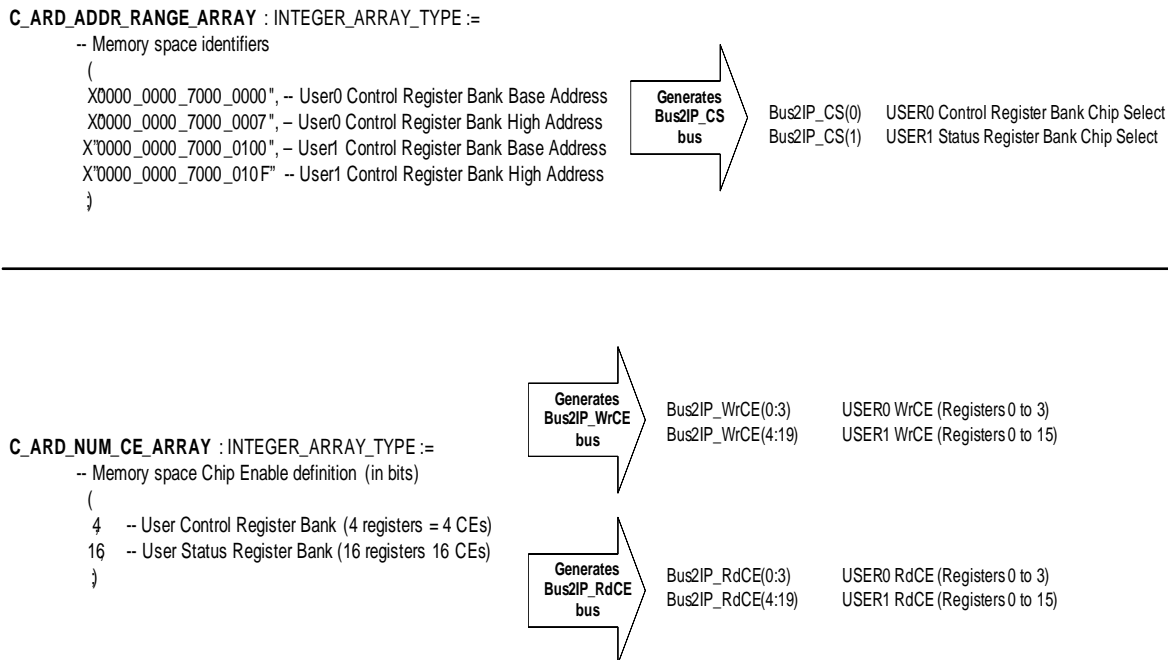 C_ARD_ADDR_RANGE_ARRAY : INTEGER_ARRAY_TYPE :=
-- Memory space identifiers
(
X"0000_0000_7000_0000", -- User0 Control Register Bank Base Address
X"0000_0000_7000_0007", – User0 Control Register Bank High Address
X"0000_0000_7000_0100", – User1 Control Register Bank Base Address
X"0000_0000_7000_010F" -- User1 Control Register Bank High Address
);
Generates
Bus2IP_CS
bus
Bus2IP_CS(0) USER0 Control Register Bank Chip Select
Bus2IP_CS(1) USER1 Status Register Bank Chip Select
C_ARD_NUM_CE_ARRAY : INTEGER_ARRAY_TYPE :=
-- Memory space Chip Enable definition (in bits)
(
4, -- User Control Register Bank (4 registers = 4 CEs)
16, -- User Status Register Bank (16 registers 16 CEs)
);
Generates
Bus2IP_WrCE
bus
Bus2IP_WrCE(0:3) USER0 WrCE (Registers 0 to 3)
Bus2IP_WrCE(4:19) USER1 WrCE (Registers 0 to 15)
Generates
Bus2IP_RdCE
bus
Bus2IP_RdCE(0:3) USER0 RdCE (Registers 0 to 3)
Bus2IP_RdCE(4:19) USER1 RdCE (Registers 0 to 15)